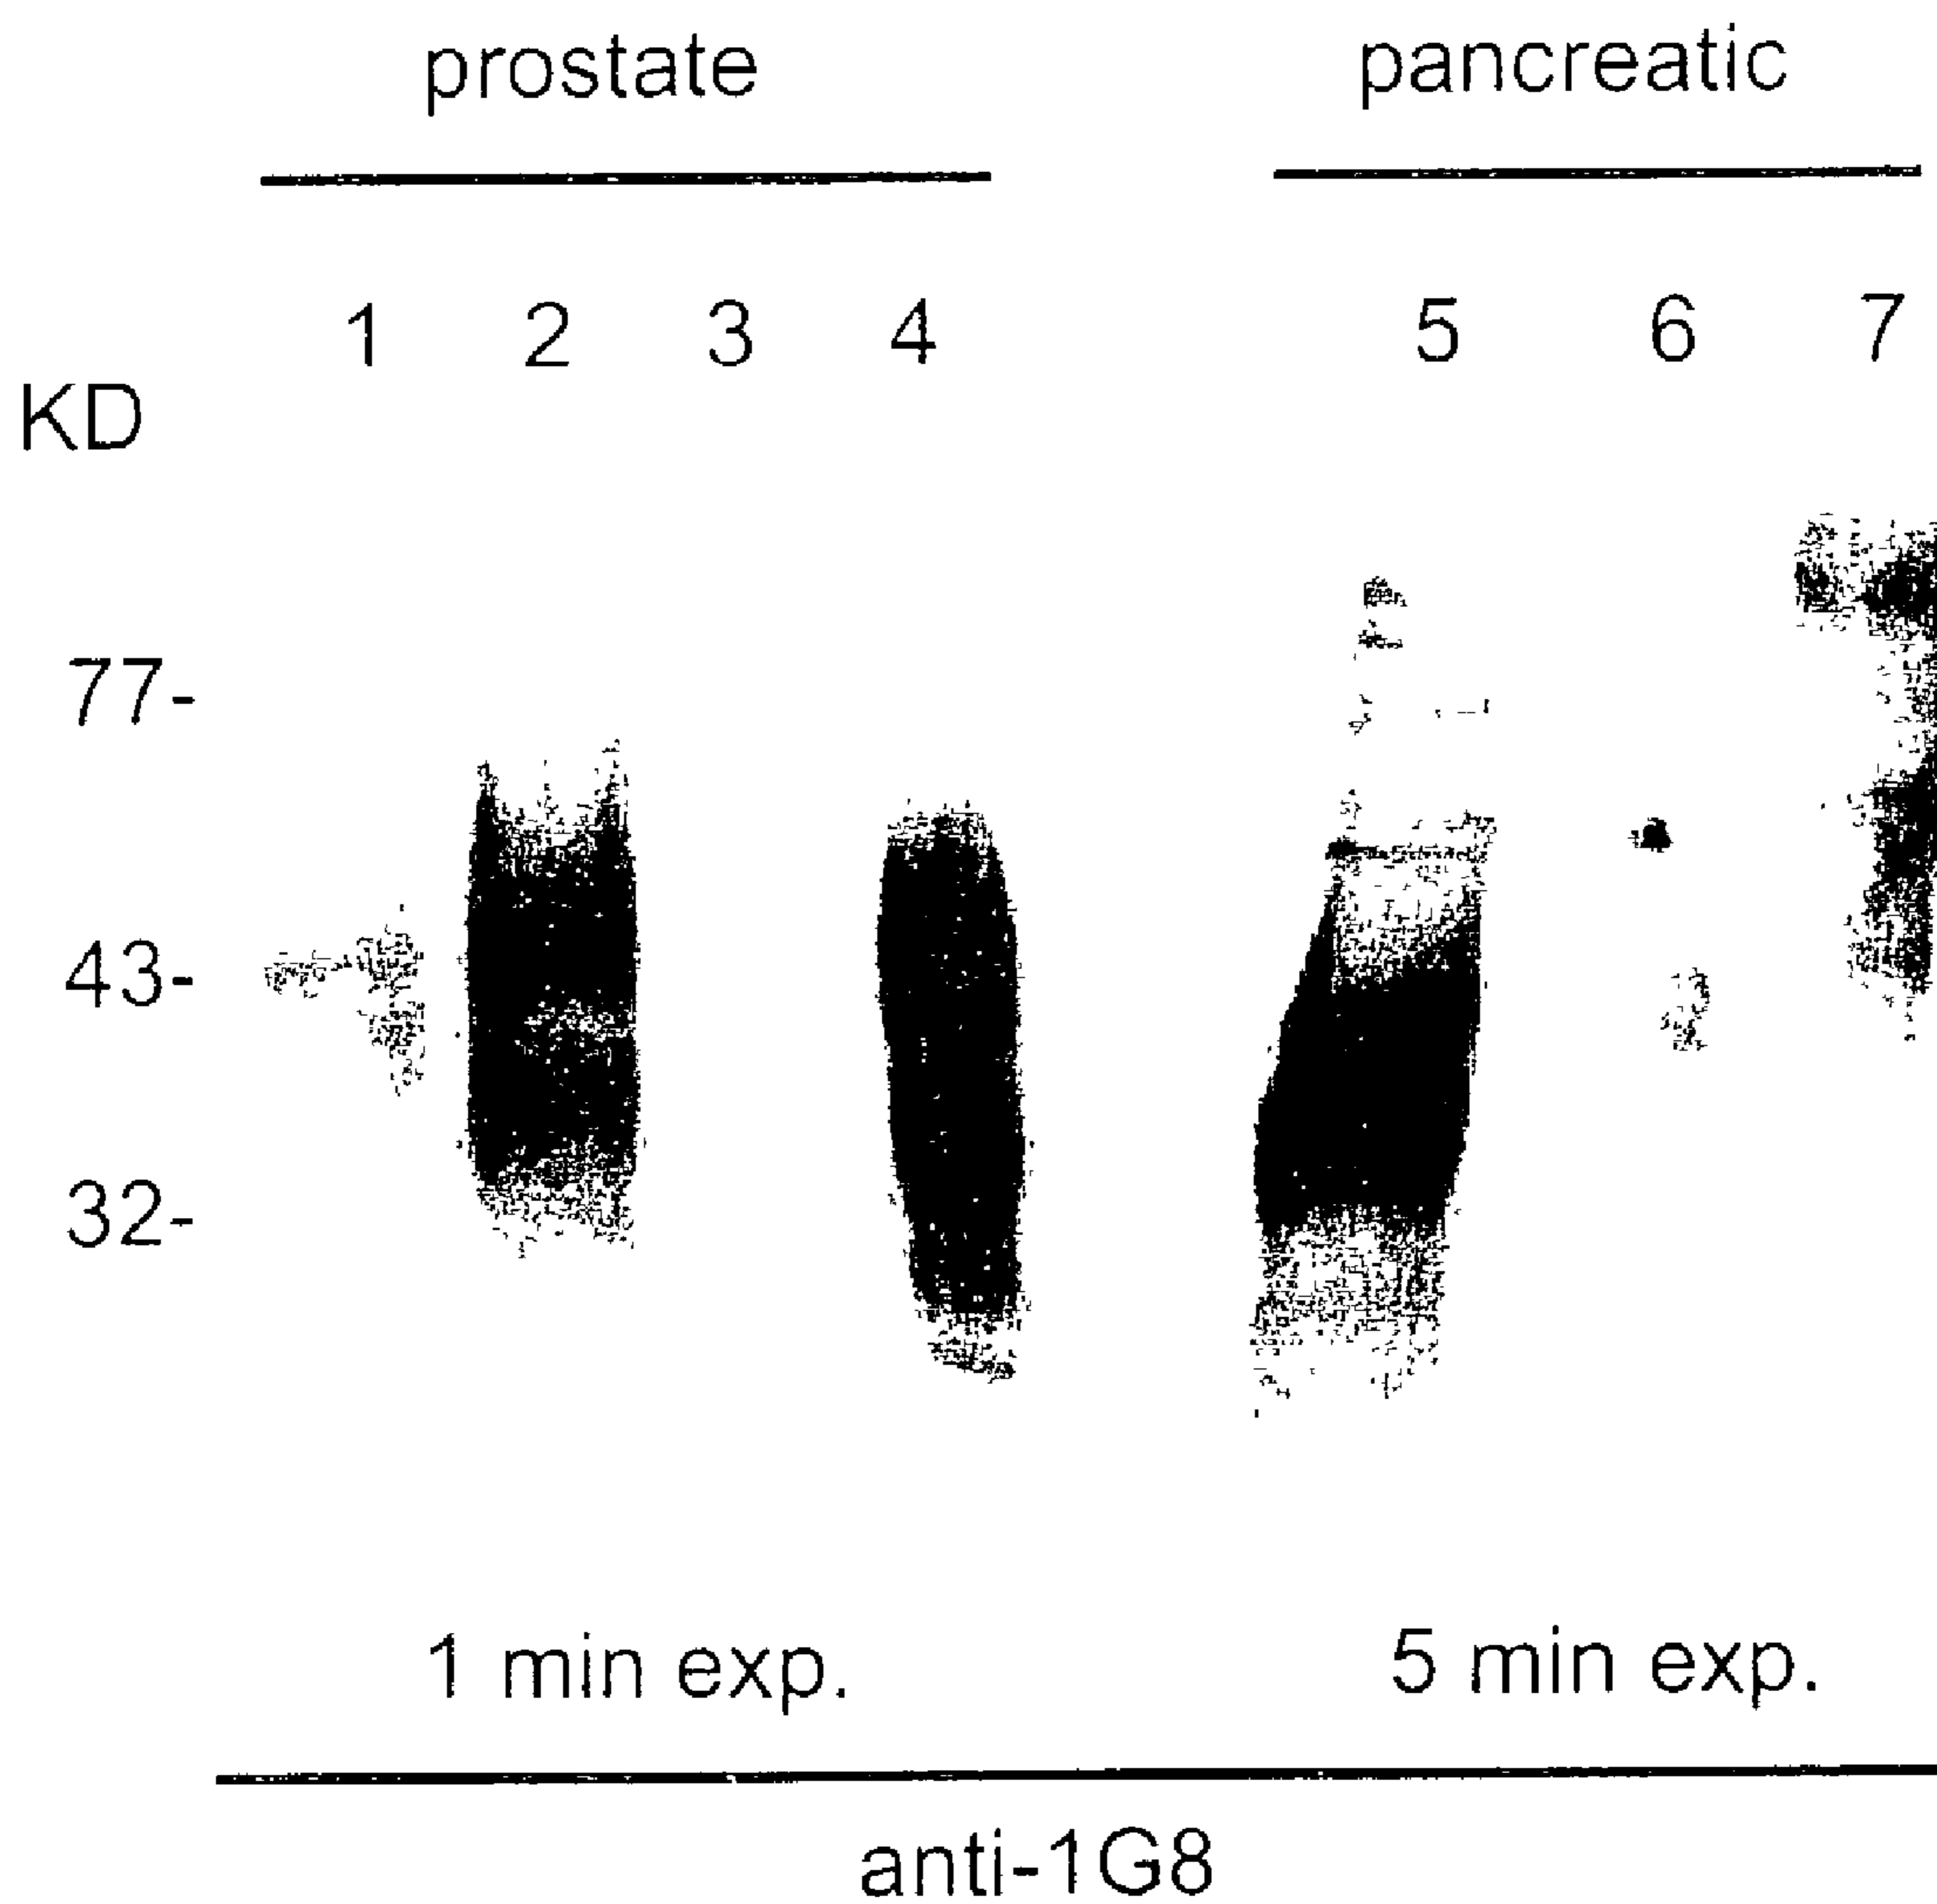 prostate pancreatic
1 2 3 4 5 6 7
KD
77-
43-
32-
1 min exp. 5 min exp.
anti-1G8